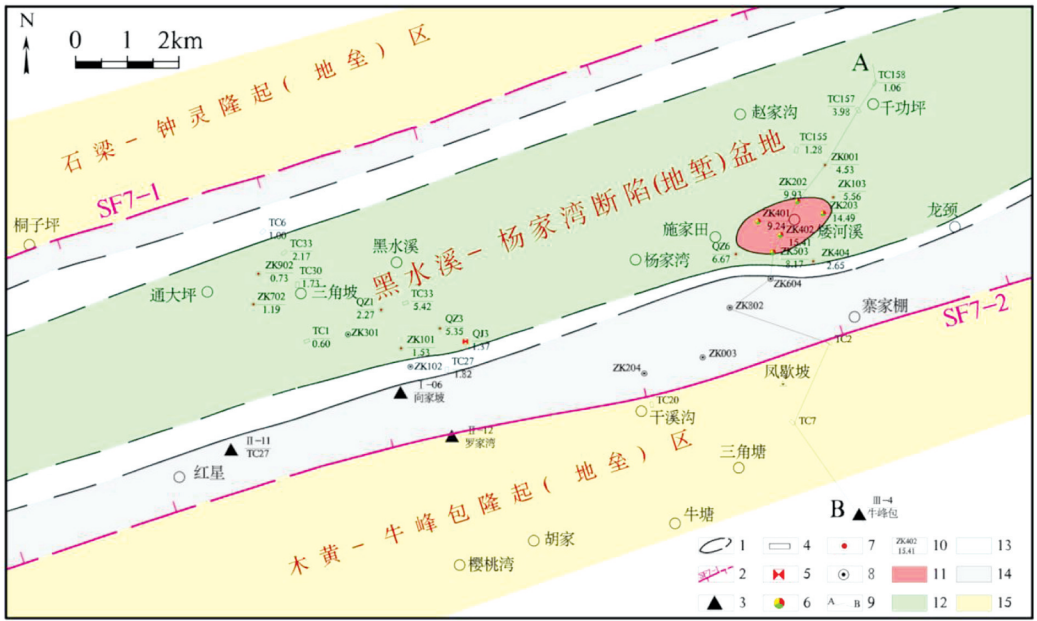 N
0 1 2km
石梁-钟灵隆起(地垒)区
SF7-1
桐子坪
A
TC158
1.06
千功坪
TC157
3.98
赵家沟
TC155
1.28
ZK001
4.53
黑水溪-杨家湾断陷(地堑)盆地
ZK202
9.93
ZK103
5.56
ZK203
14.49
ZK401
9.24
ZK402
15.41
矮河溪
龙颈
施家田
QZ6
6.67
ZK303
8.17
ZK404
2.65
杨家湾
TC6
1.00
TC33
2.17
黑水溪
ZK902
0.73
TC30
1.73
三角坡
通大坪
ZK702
1.19
QZ1
2.27
TC33
5.42
ZK604
ZK802
寨家棚
SF7-2
TC1
0.60
ZK301
QZ3
5.35
QJ3
1.37
ZK101
1.53
ZK102
TC27
1.82
TC2
ZK003
ZK204
凤歇坡
Ⅰ-06
向家坡
TC20
干溪沟
TC7
Ⅱ-12
罗家湾
Ⅱ-11
TC27
红星
三角塘
木黄-牛峰包隆起(地垒)区
B
Ⅲ-4
牛峰包
牛塘
胡家
樱桃湾
1 4 7 ZK402
15.41 10 13
SF7-1 2 5 8 11 14
3 6 A B 9 12 15